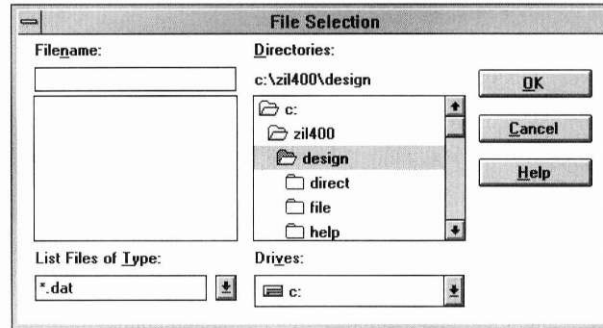 File Selection
Filename:
Directories:
c:\zil400\design
c:
zil400
design
direct
file
help
List Files of Type:
*.dat
Drives:
c:
OK
Cancel
Help